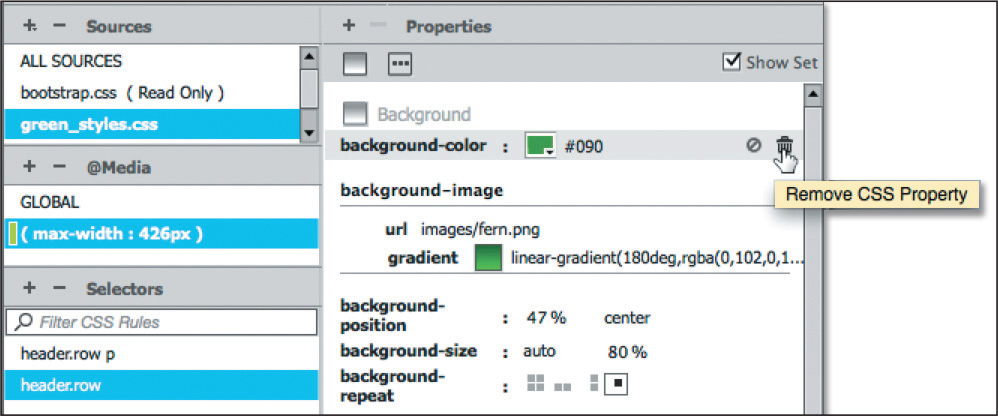 + − Sources
ALL SOURCES
bootstrap.css ( Read Only )
green_styles.css
+ − @Media
GLOBAL
( max-width : 426px )
+ − Selectors
Filter CSS Rules
header.row p
header.row
+ − Properties
Show Set
Background
background-color : #090
Remove CSS Property
background-image
url images/fern.png
gradient linear-gradient(180deg,rgba(0,102,0,1...
background-
position : 47 % center
background-size : auto 80 %
background-
repeat :